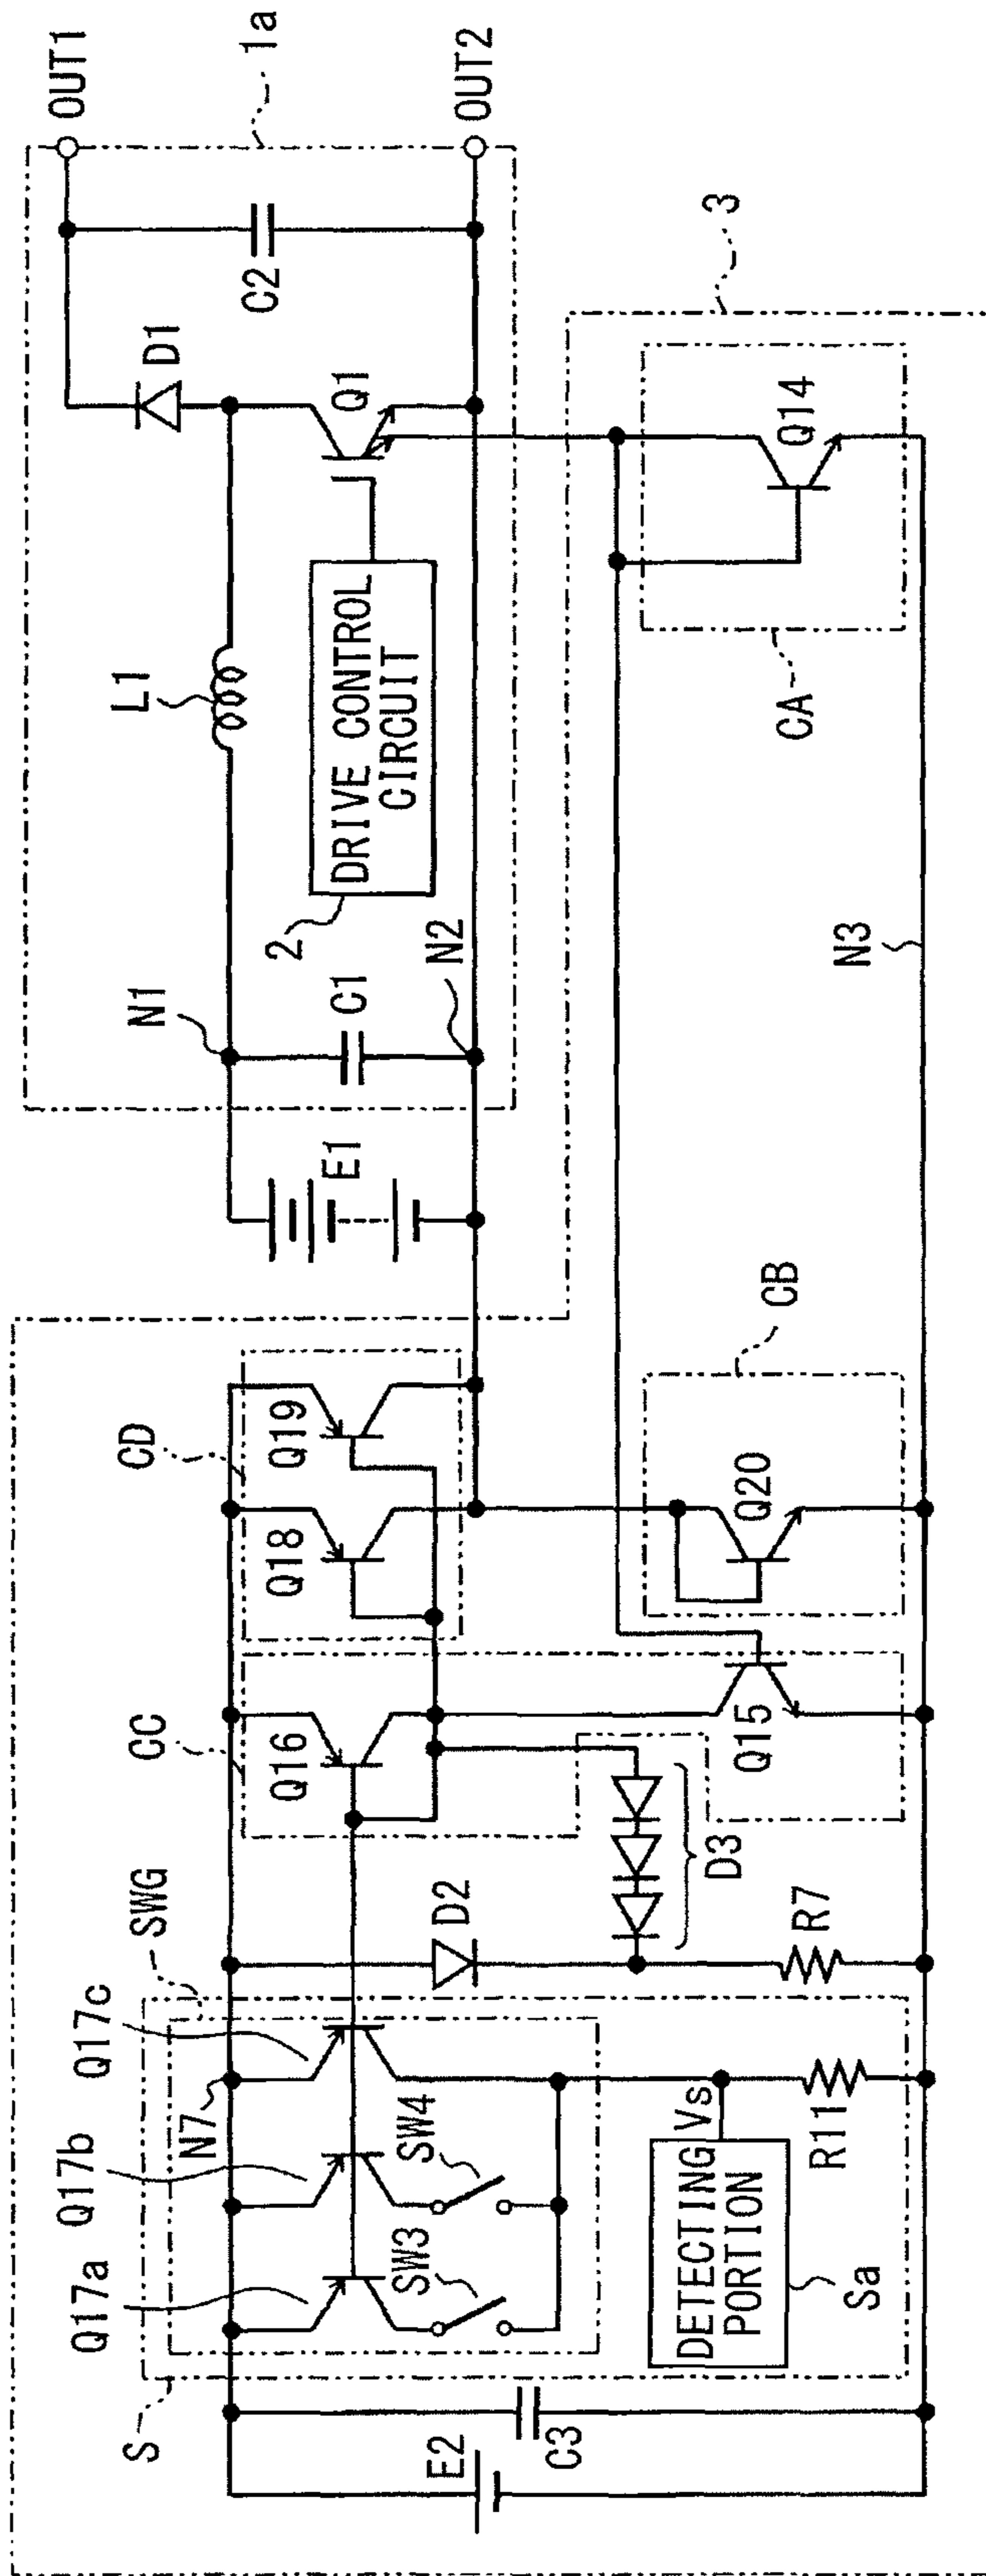 OUT1
1a
OUT2
C2
D1
Q1
3
Q14
CA
L1
DRIVE CONTROL
CIRCUIT
2
N1
C1
N2
N3
E1
CB
CD
Q19
Q18
Q20
CC
Q16
Q15
D3
SWG
D2
R7
Q17c
N7
Q17b
SW4
Vs
R11
Q17a
SW3
DETECTING
PORTION
Sa
S
E2
C3